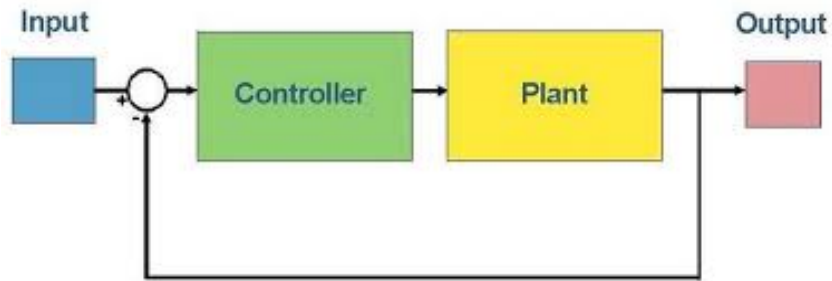 Input
Output
Controller
Plant
+
-